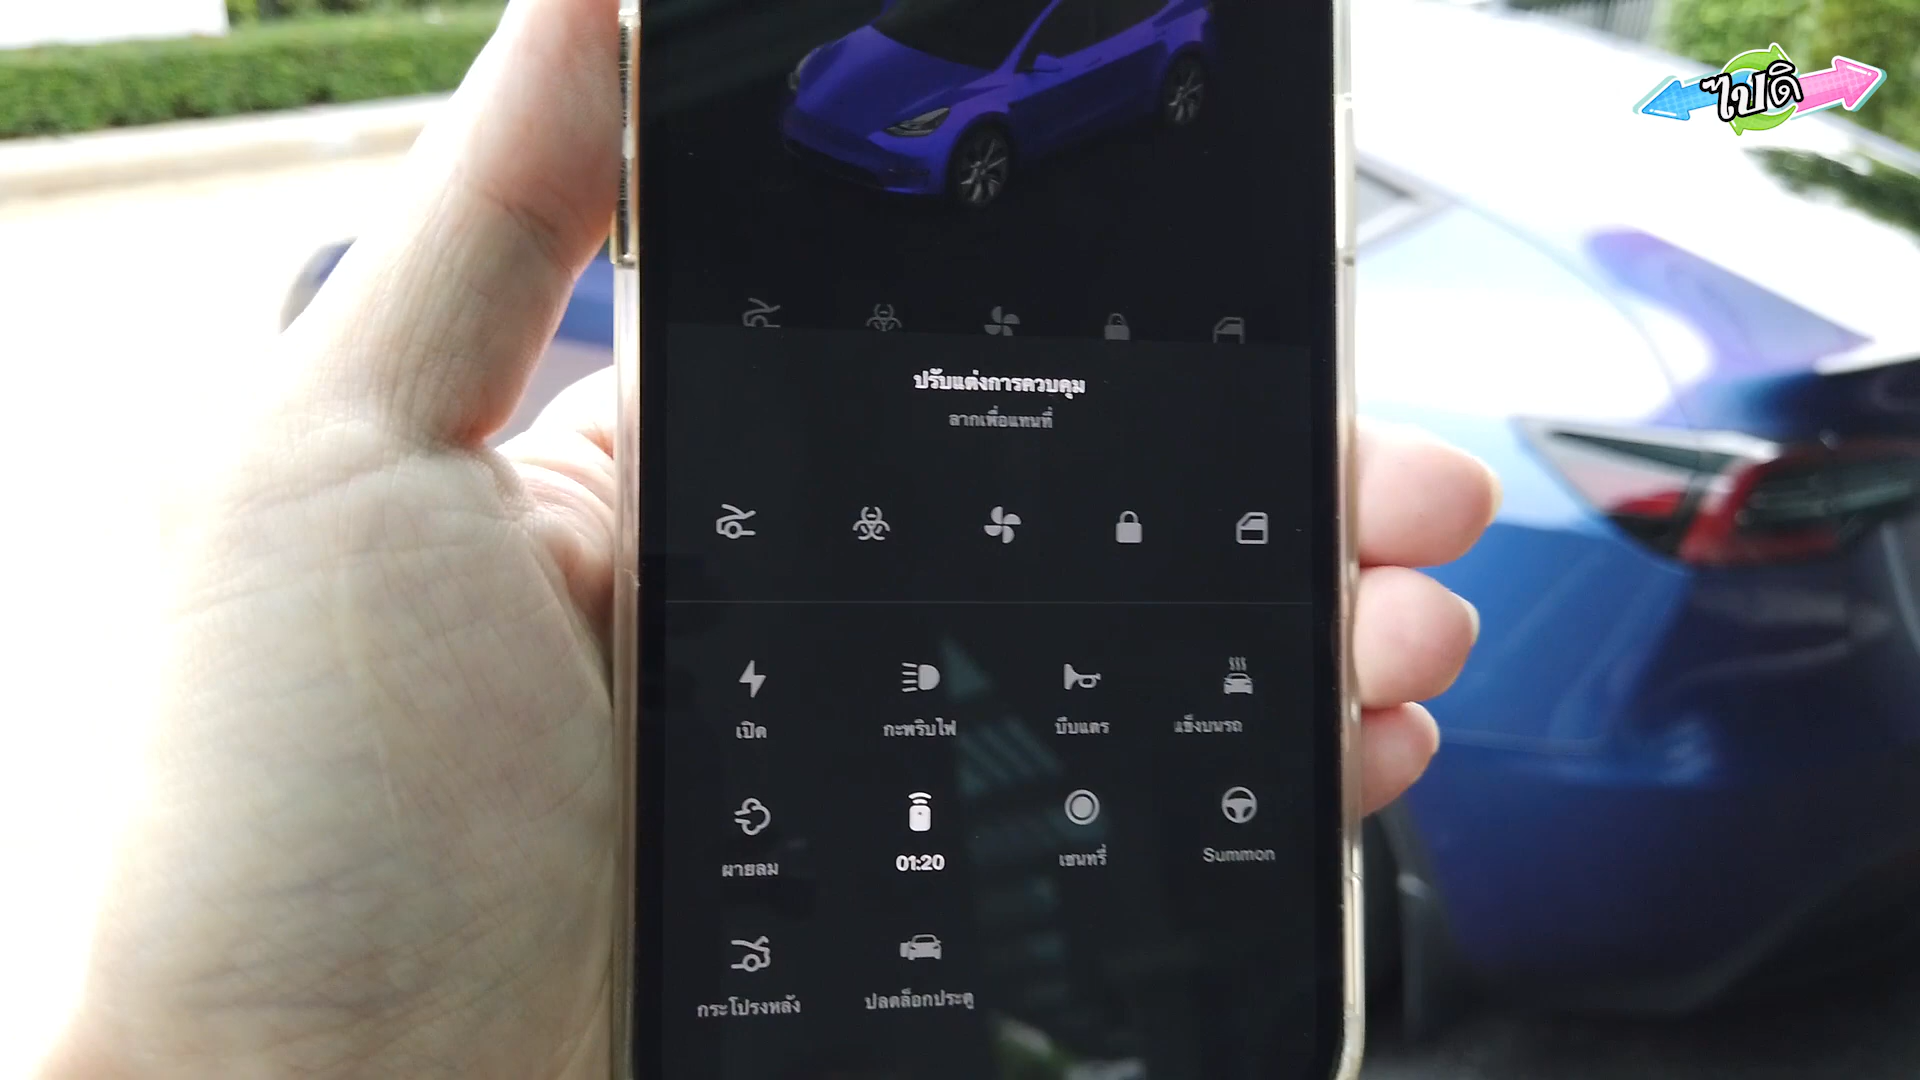 ไปดิ
ปรับแต่งการควบคุม
ลากเพื่อแทนที่
เปิด
กะพริบไฟ
บีบแตร
แข็งบนรถ
ผายลม
01:20
เซนทรี่
Summon
กระโปรงหลัง
ปลดล็อกประตู